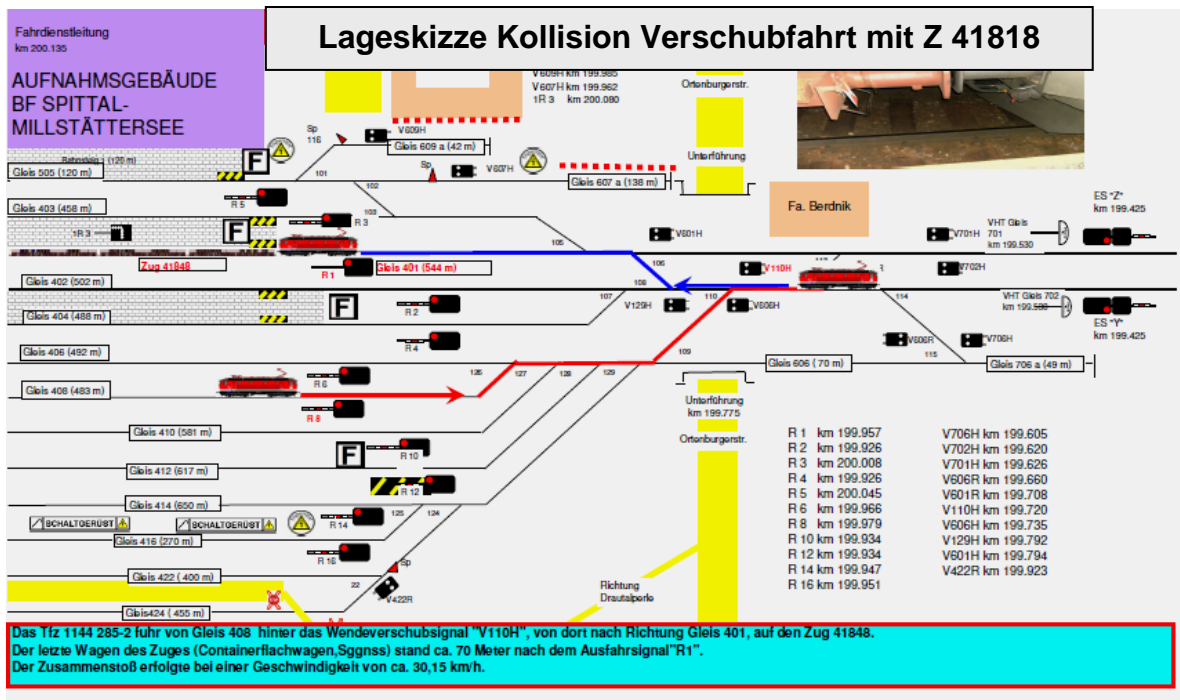 Lageskizze Kollision Verschubfahrt mit Z 41818
Fahrdienstleitung
km 200.135
AUFNAHMSGEBÄUDE
BF SPITTAL-
MILLSTÄTTERSEE
V609H km 199.985
V607H km 199.962
1R 3 km 200.080
Ortenburgerstr.
Sp
116
V609H
Gleis 609 a (42 m)
Unterführung
Bahnsteig 1 (120 m)
F
Gleis 505 (120 m)
101
Sp
V607H
Gleis 607 a (138 m)
102
R 5
Gleis 403 (458 m)
103
R 3
Fa. Berdnik
ES "Z"
km 199.425
VHT Gleis
701
km 199.530
1R 3
F
V601H
V701H
105
Zug 41848
R 1
Gleis 401 (544 m)
106
V110H
V702H
Gleis 402 (502 m)
108
107
V129H
110
V606H
114
VHT Gleis 702
km 199.580
F
R 2
Gleis 404 (488 m)
ES "Y"
km 199.425
R 4
V606R
V706H
Gleis 406 (492 m)
109
115
Gleis 606 ( 70 m)
Gleis 706 a (49 m)
126
127
128
129
R 6
Gleis 408 (483 m)
R 8
Unterführung
km 199.775
Gleis 410 (581 m)
Ortenburgerstr.
F
R 10
Gleis 412 (617 m)
R 12
Gleis 414 (650 m)
125
124
SCHALTGERÜST
SCHALTGERÜST
R 14
Gleis 416 (270 m)
R 16
Sp
Gleis 422 ( 400 m)
22
V422R
Richtung
Drautalperle
Gleis424 ( 455 m)
R 1 km 199.957
R 2 km 199.926
R 3 km 200.008
R 4 km 199.926
R 5 km 200.045
R 6 km 199.966
R 8 km 199.979
R 10 km 199.934
R 12 km 199.934
R 14 km 199.947
R 16 km 199.951
V706H km 199.605
V702H km 199.620
V701H km 199.626
V606R km 199.660
V601R km 199.708
V110H km 199.720
V606H km 199.735
V129H km 199.792
V601H km 199.794
V422R km 199.923
Das Tfz 1144 285-2 fuhr von Gleis 408 hinter das Wendeverschubsignal "V110H", von dort nach Richtung Gleis 401, auf den Zug 41848.
Der letzte Wagen des Zuges (Containerflachwagen,Sggnss) stand ca. 70 Meter nach dem Ausfahrsignal"R1".
Der Zusammenstoß erfolgte bei einer Geschwindigkeit von ca. 30,15 km/h.